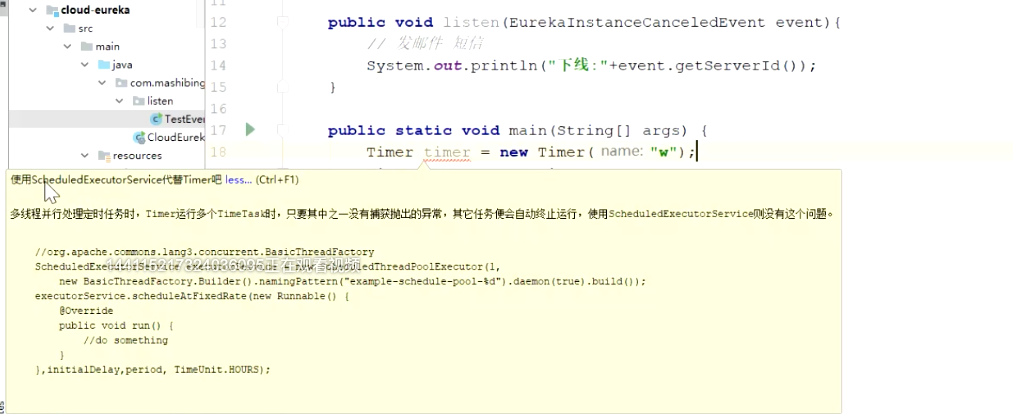 cloud-eureka
src
main
java
com.mashibing
listen
TestEve
CloudEurek
resources
11
12 public void listen(EurekaInstanceCanceledEvent event){
13 // 发邮件 短信
14 System.out.println("下线:"+event.getServerId());
15 }
16
17 public static void main(String[] args) {
18 Timer timer = new Timer( name: "w");
使用ScheduledExecutorService代替Timer吧 less... (Ctrl+F1)
多线程并行处理定时任务时，Timer运行多个TimeTask时，只要其中之一没有捕获抛出的异常，其它任务便会自动终止运行，使用ScheduledExecutorService则没有这个问题。
//org.apache.commons.lang3.concurrent.BasicThreadFactory
ScheduledExecutorService executorService = new ScheduledThreadPoolExecutor(1,
正在观看视频
new BasicThreadFactory.Builder().namingPattern("example-schedule-pool-%d").daemon(true).build());
executorService.scheduleAtFixedRate(new Runnable() {
@Override
public void run() {
//do something
}
},initialDelay,period, TimeUnit.HOURS);